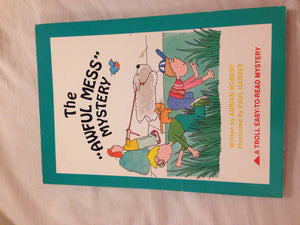 The
"AWFUL MESS"
MYSTERY
written by ADRIAN ROBERT
illustrated by PAUL HARVEY
A TROLL EASY-TO-READ MYSTERY